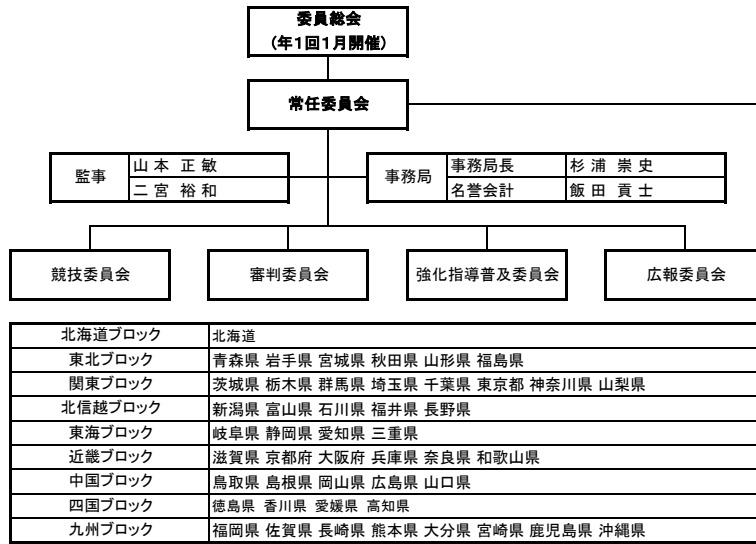 委員総会
(年1回1月開催)
常任委員会
監事
山 本 正 敏
二 宮 裕 和
事務局
事務局長 杉 浦 崇 史
名誉会計 飯 田 貢 士
競技委員会 審判委員会 強化指導普及委員会 広報委員会
北海道ブロック 北海道
東北ブロック 青森県 岩手県 宮城県 秋田県 山形県 福島県
関東ブロック 茨城県 栃木県 群馬県 埼玉県 千葉県 東京都 神奈川県 山梨県
北信越ブロック 新潟県 富山県 石川県 福井県 長野県
東海ブロック 岐阜県 静岡県 愛知県 三重県
近畿ブロック 滋賀県 京都府 大阪府 兵庫県 奈良県 和歌山県
中国ブロック 鳥取県 島根県 岡山県 広島県 山口県
四国ブロック 徳島県 香川県 愛媛県 高知県
九州ブロック 福岡県 佐賀県 長崎県 熊本県 大分県 宮崎県 鹿児島県 沖縄県